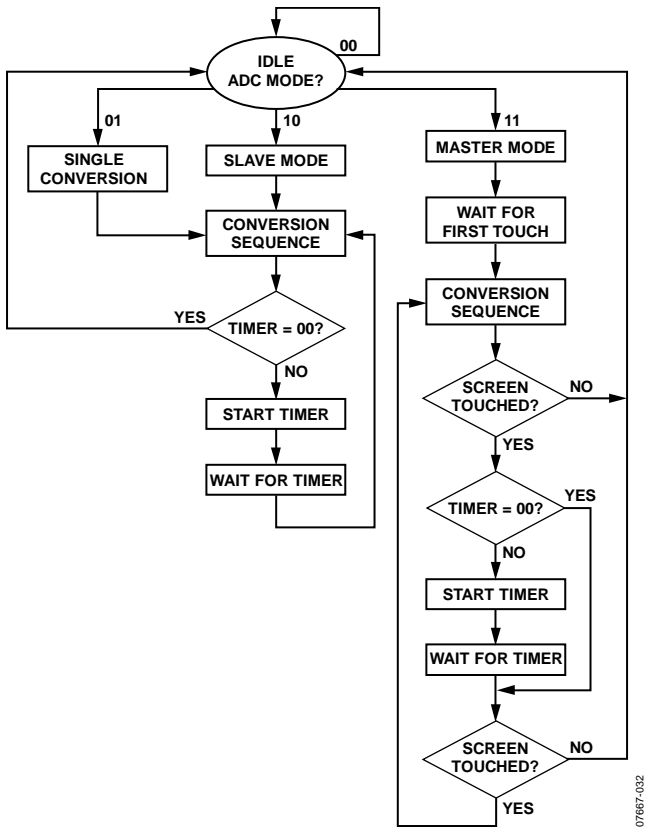 00
IDLE
ADC MODE?
01
10
11
SINGLE
CONVERSION
SLAVE MODE
MASTER MODE
CONVERSION
SEQUENCE
WAIT FOR
FIRST TOUCH
CONVERSION
SEQUENCE
YES
TIMER = 00?
NO
START TIMER
WAIT FOR TIMER
SCREEN
TOUCHED?
NO
YES
TIMER = 00?
YES
NO
START TIMER
WAIT FOR TIMER
SCREEN
TOUCHED?
NO
YES
07667-032